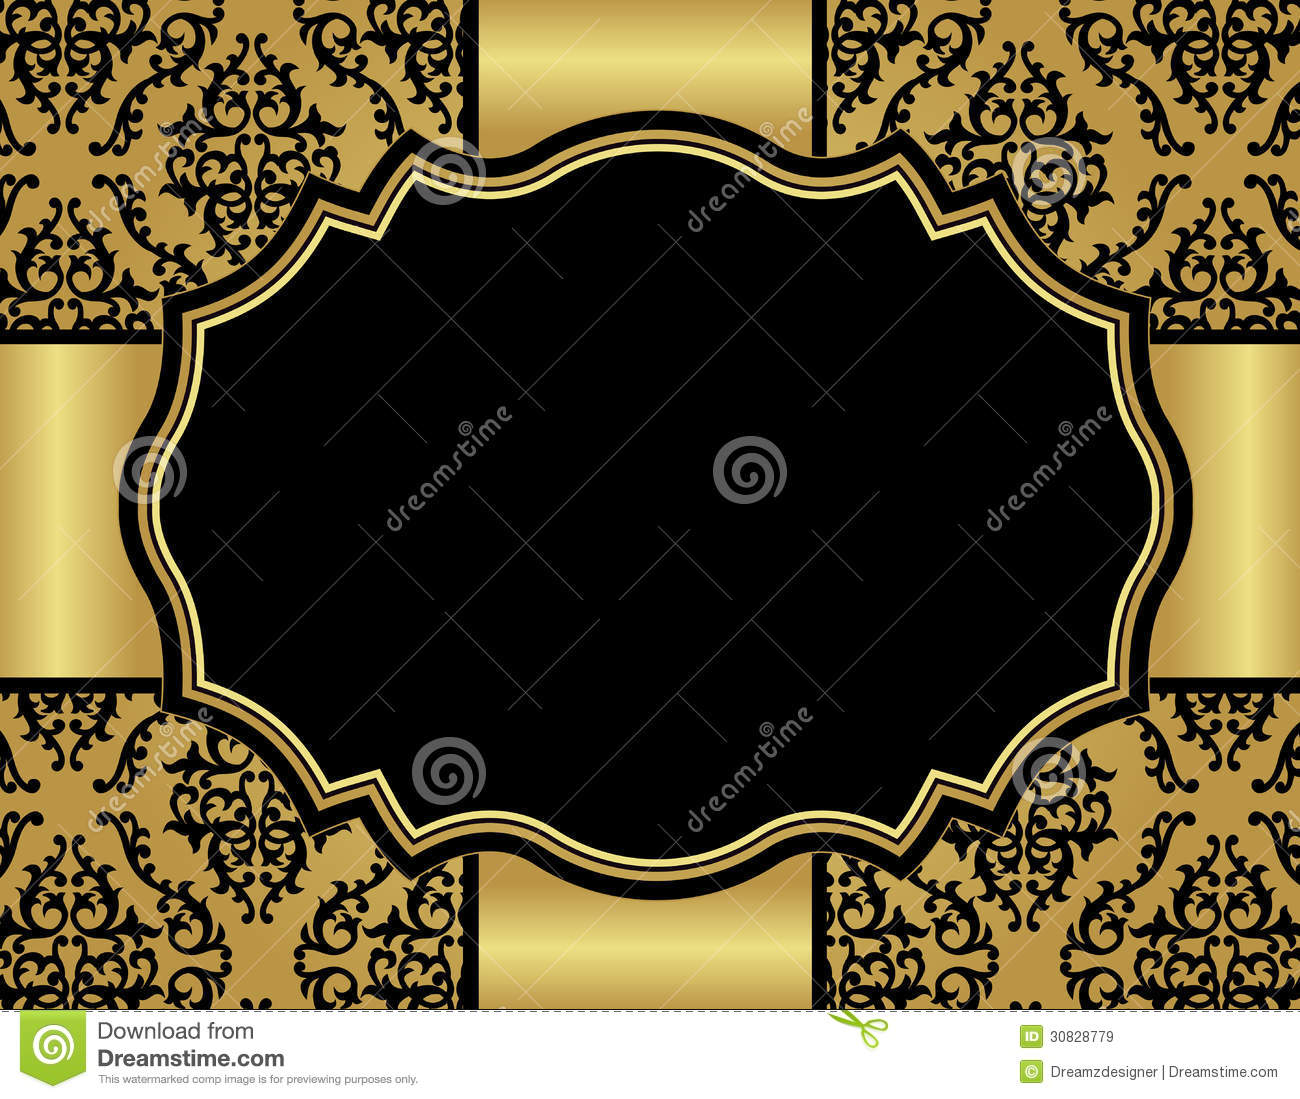 dreamstime
dreamstime
dreamstime
dreamstime
dreamstime
dreamstime
dreamstime
Download from
Dreamstime.com
This watermarked comp image is for previewing purposes only.
ID 30828779
© Dreamzdesigner | Dreamstime.com